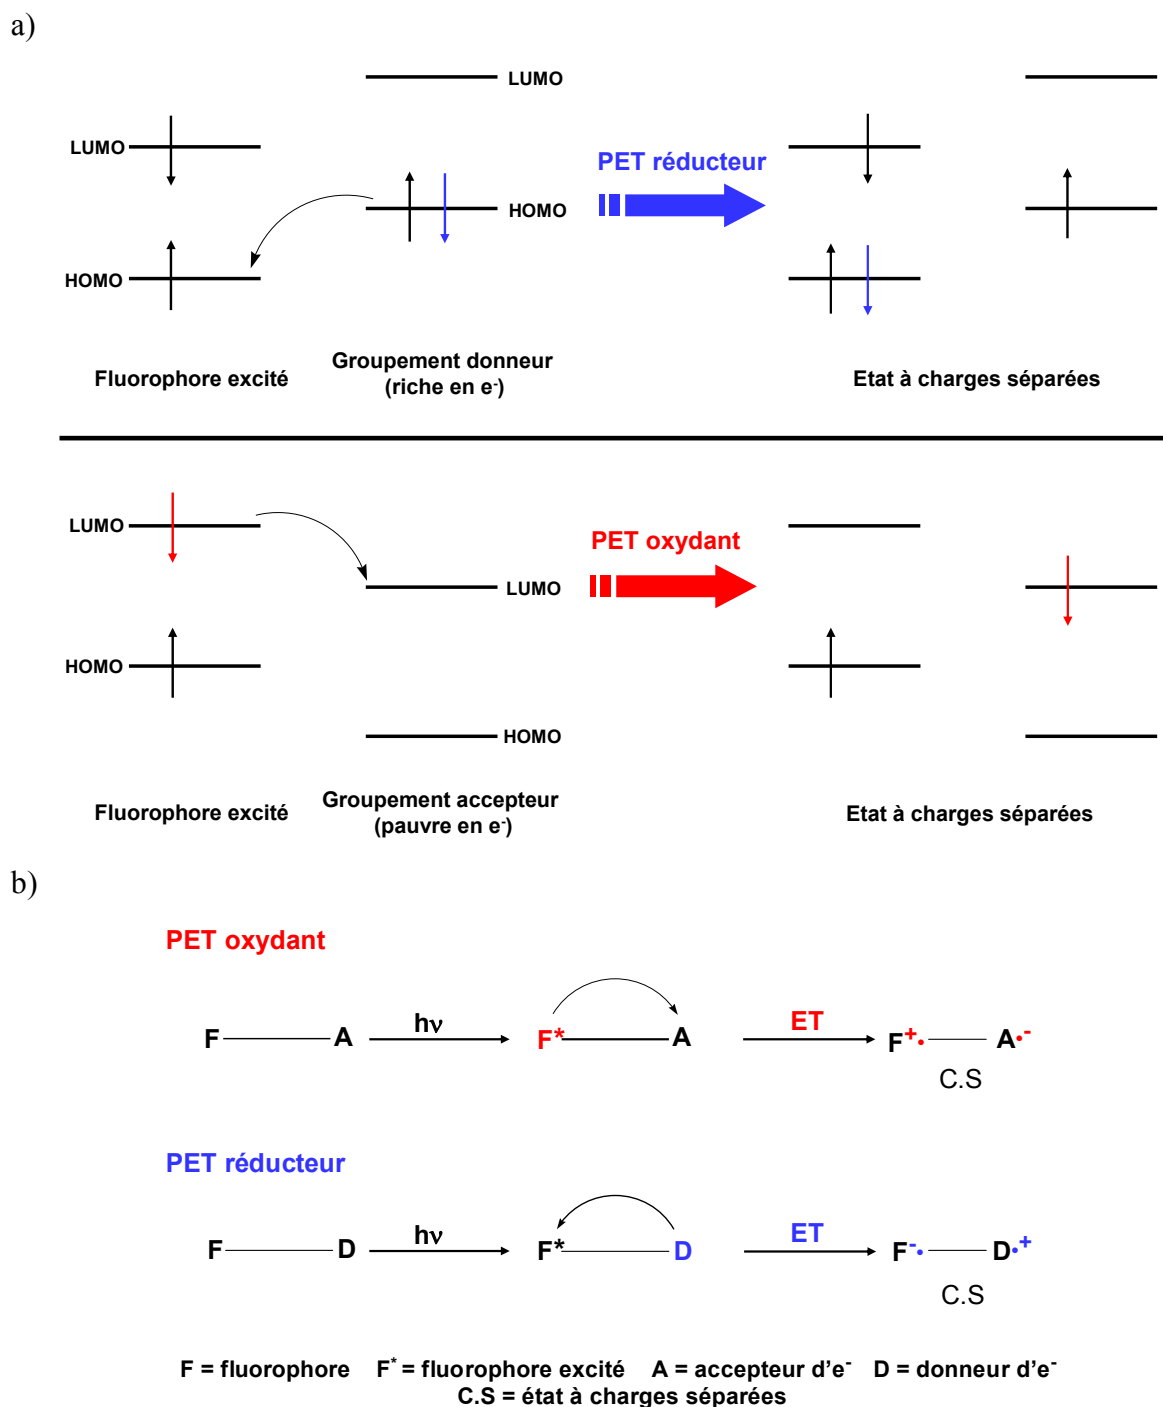 a)
LUMO
LUMO
PET réducteur
HOMO
HOMO
Groupement donneur
Fluorophore excité
(riche en e-)
Etat à charges séparées
LUMO
PET oxydant
LUMO
HOMO
HOMO
Groupement accepteur
Fluorophore excité
(pauvre en e-)
Etat à charges séparées
b)
PET oxydant
F A hν F* A ET F+• A•-
C.S
PET réducteur
F D hν F* D ET F-• D•+
C.S
F = fluorophore F* = fluorophore excité A = accepteur d'e- D = donneur d'e-
C.S = état à charges séparées